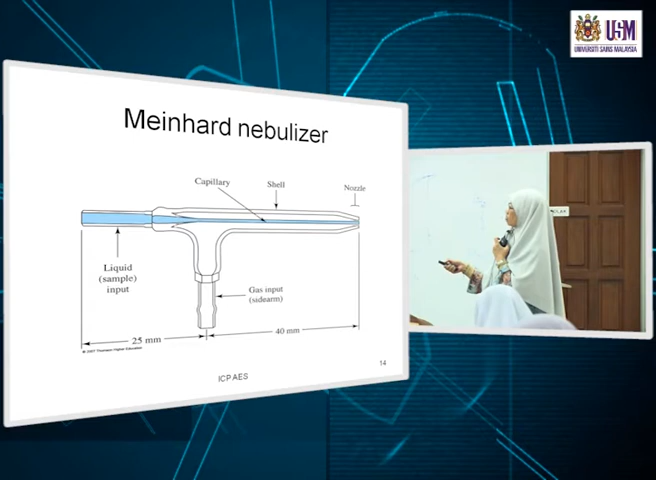 USM
UNIVERSITI SAINS MALAYSIA
Meinhard nebulizer
Capillary
Shell
Nozzle
Liquid
(sample)
input
Gas input
(sidearm)
25 mm
40 mm
© 2007 Thomson Higher Education
14
ICP AES